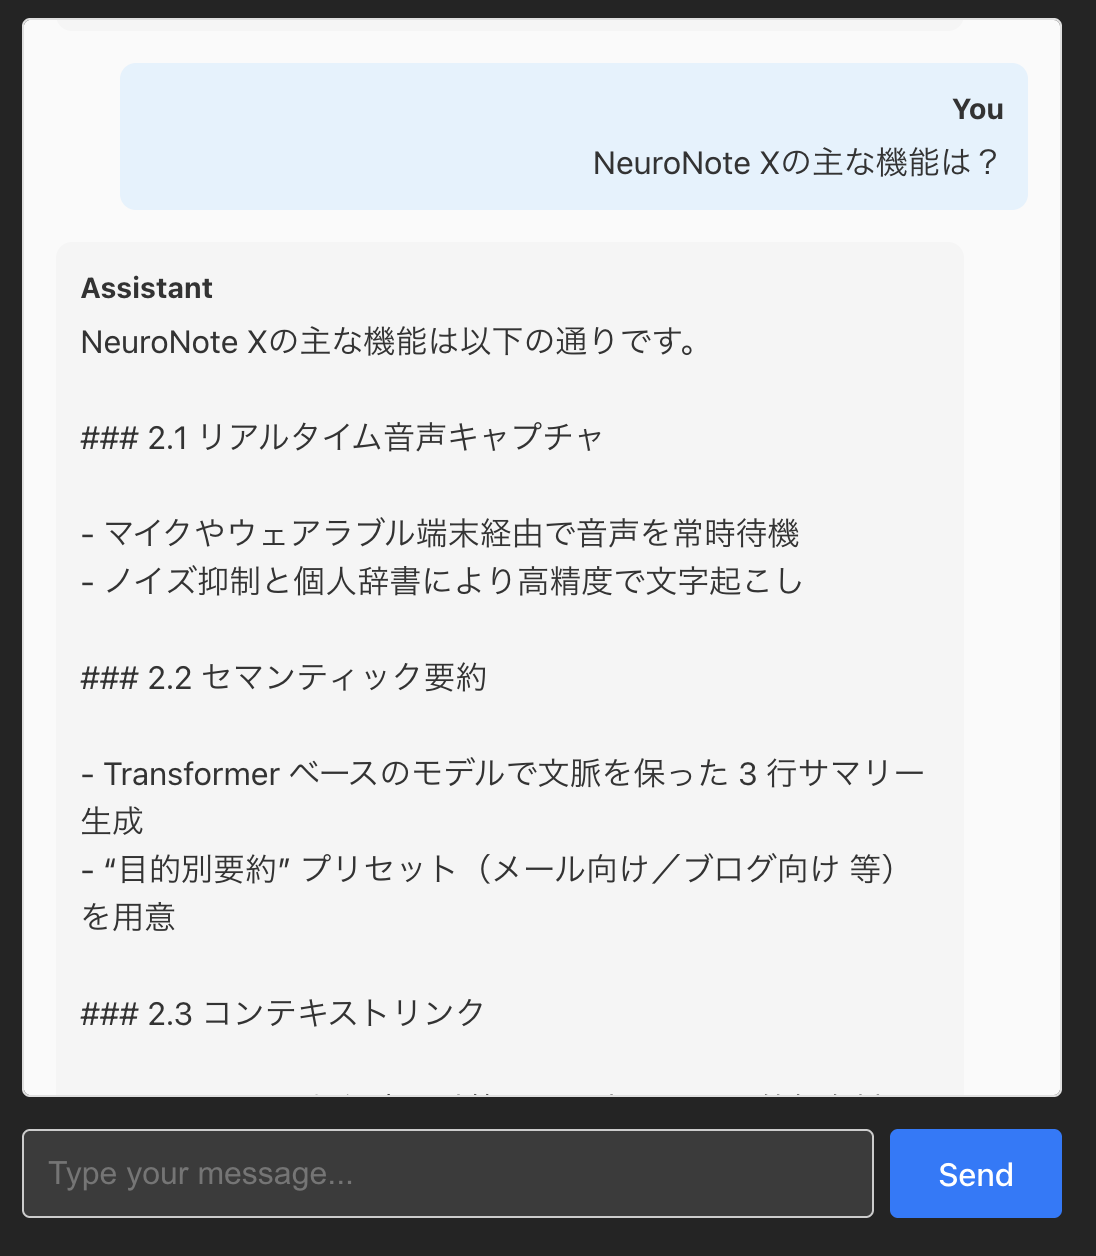 You
NeuroNote Xの主な機能は？
Assistant
NeuroNote Xの主な機能は以下の通りです。
### 2.1 リアルタイム音声キャプチャ
- マイクやウェアラブル端末経由で音声を常時待機
- ノイズ抑制と個人辞書により高精度で文字起こし
### 2.2 セマンティック要約
- Transformer ベースのモデルで文脈を保った 3 行サマリー
生成
- “目的別要約” プリセット（メール向け／ブログ向け 等）
を用意
### 2.3 コンテキストリンク
Type your message...
Send